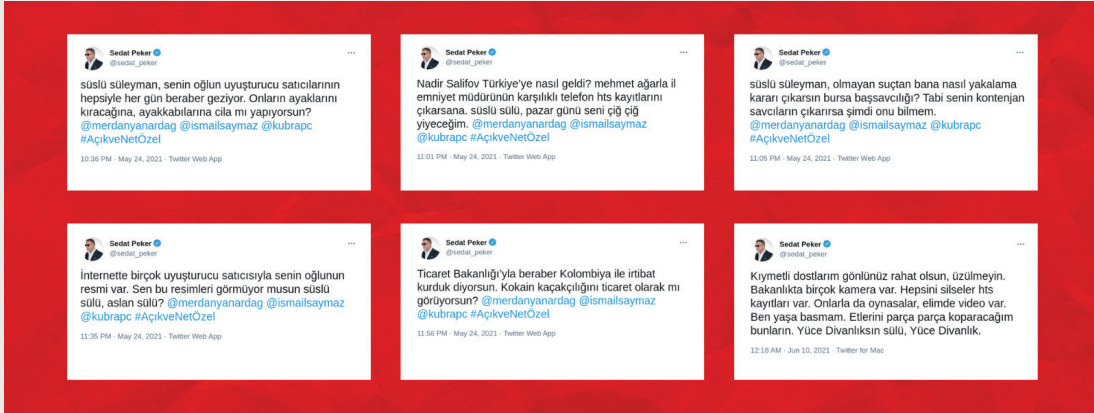 Sedat Peker
@sedat_peker
süslü süleyman, senin oğlun uyuşturucu satıcılarının
hepsiyle her gün beraber geziyor. Onların ayaklarını
kıracağına, ayakkabılarına cila mı yapıyorsun?
@merdanyanardag @ismailsaymaz @kubrapc
#AçıkveNetÖzel
10:36 PM · May 24, 2021 · Twitter Web App
Sedat Peker
@sedat_peker
Nadir Salifov Türkiye'ye nasıl geldi? mehmet ağarla il
emniyet müdürünün karşılıklı telefon hts kayıtlarını
çıkarsana. süslü sülü, pazar günü seni çiğ çiğ
yiyeceğim. @merdanyanardag @ismailsaymaz
@kubrapc #AçıkveNetÖzel
11:01 PM · May 24, 2021 · Twitter Web App
Sedat Peker
@sedat_peker
süslü süleyman, olmayan suçtan bana nasıl yakalama
kararı çıkarsın bursa başsavcılığı? Tabi senin kontenjan
savcıların çıkarırsa şimdi onu bilmem.
@merdanyanardag @ismailsaymaz @kubrapc
#AçıkveNetÖzel
11:05 PM · May 24, 2021 · Twitter Web App
Sedat Peker
@sedat_peker
İnternette birçok uyuşturucu satıcısıyla senin oğlunun
resmi var. Sen bu resimleri görmüyor musun süslü
sülü, aslan sülü? @merdanyanardag @ismailsaymaz
@kubrapc #AçıkveNetÖzel
11:35 PM · May 24, 2021 · Twitter Web App
Sedat Peker
@sedat_peker
Ticaret Bakanlığı'yla beraber Kolombiya ile irtibat
kurduk diyorsun. Kokain kaçakçılığını ticaret olarak mı
görüyorsun? @merdanyanardag @ismailsaymaz
@kubrapc #AçıkveNetÖzel
11:56 PM · May 24, 2021 · Twitter Web App
Sedat Peker
@sedat_peker
Kıymetli dostlarım gönlünüz rahat olsun, üzülmeyin.
Bakanlıkta birçok kamera var. Hepsini silseler hts
kayıtları var. Onlarla da oynasalar, elimde video var.
Ben yaşa basmam. Etlerini parça parça koparacağım
bunların. Yüce Divanlıksın sülü, Yüce Divanlık.
12:18 AM · Jun 10, 2021 · Twitter for Mac